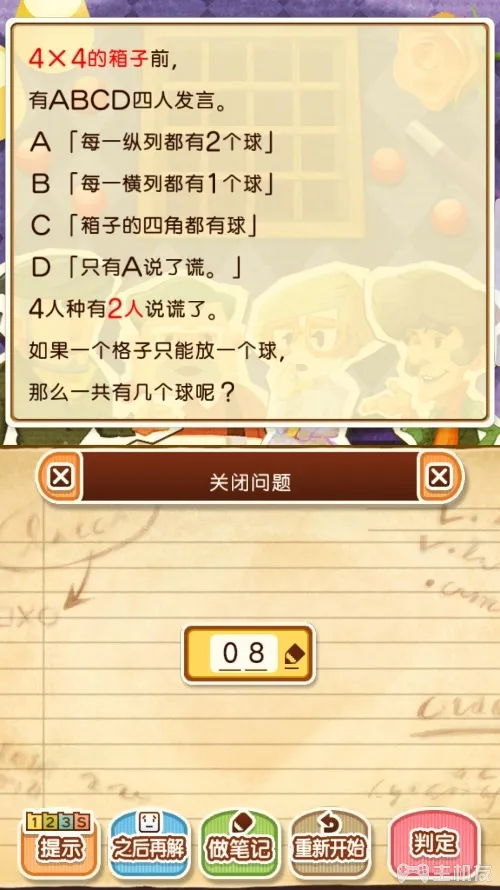 4×4的箱子前，
有ABCD四人发言。
A「每一纵列都有2个球」
B「每一横列都有1个球」
C「箱子的四角都有球」
D「只有A说了谎。」
4人种有2人说谎了。
如果一个格子只能放一个球，
那么一共有几个球呢？
关闭问题
08
123S
提示
之后再解
做笔记
重新开始
判定
手机友